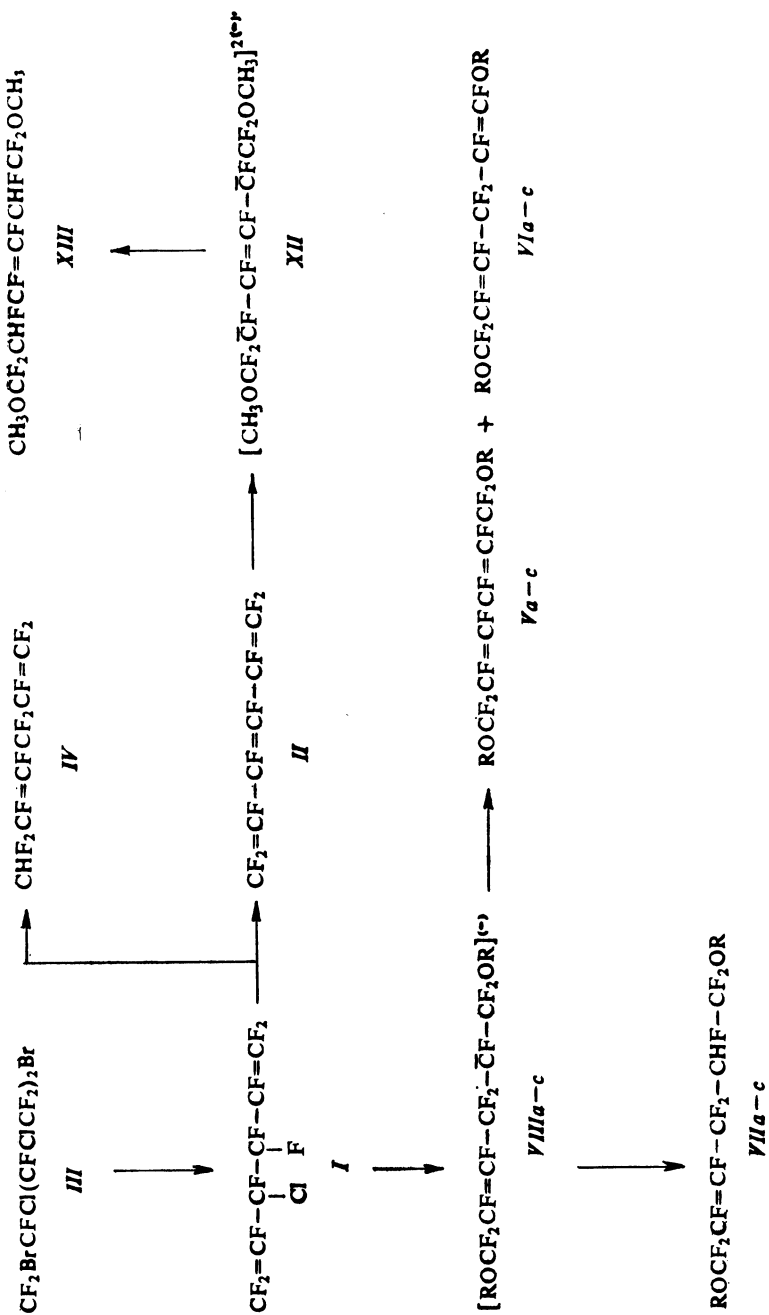 CF₂BrCFCl(CFClCF₂)₂Br CHF₂CF=CFCF₂CF=CF₂ CH₃OCF₂CHFCF=CFCHFCF₂OCH₃
III IV XIII
CF₂=CF−CF−CF−CF=CF₂ CF₂=CF−CF=CF−CF=CF₂ [CH₃OCF₂C̄F−CF=CF−C̄FCF₂OCH₃]²⁽⁻⁾
Cl F
I II XII
[ROCF₂CF=CF−CF₂−C̄F−CF₂OR]⁽⁻⁾ ROCF₂CF=CFCF=CFCF₂OR + ROCF₂CF=CF−CF₂−CF=CFOR
VIIIa−c Va−c VIa−c
ROCF₂CF=CF−CF₂−CHF−CF₂OR
VIIa−c